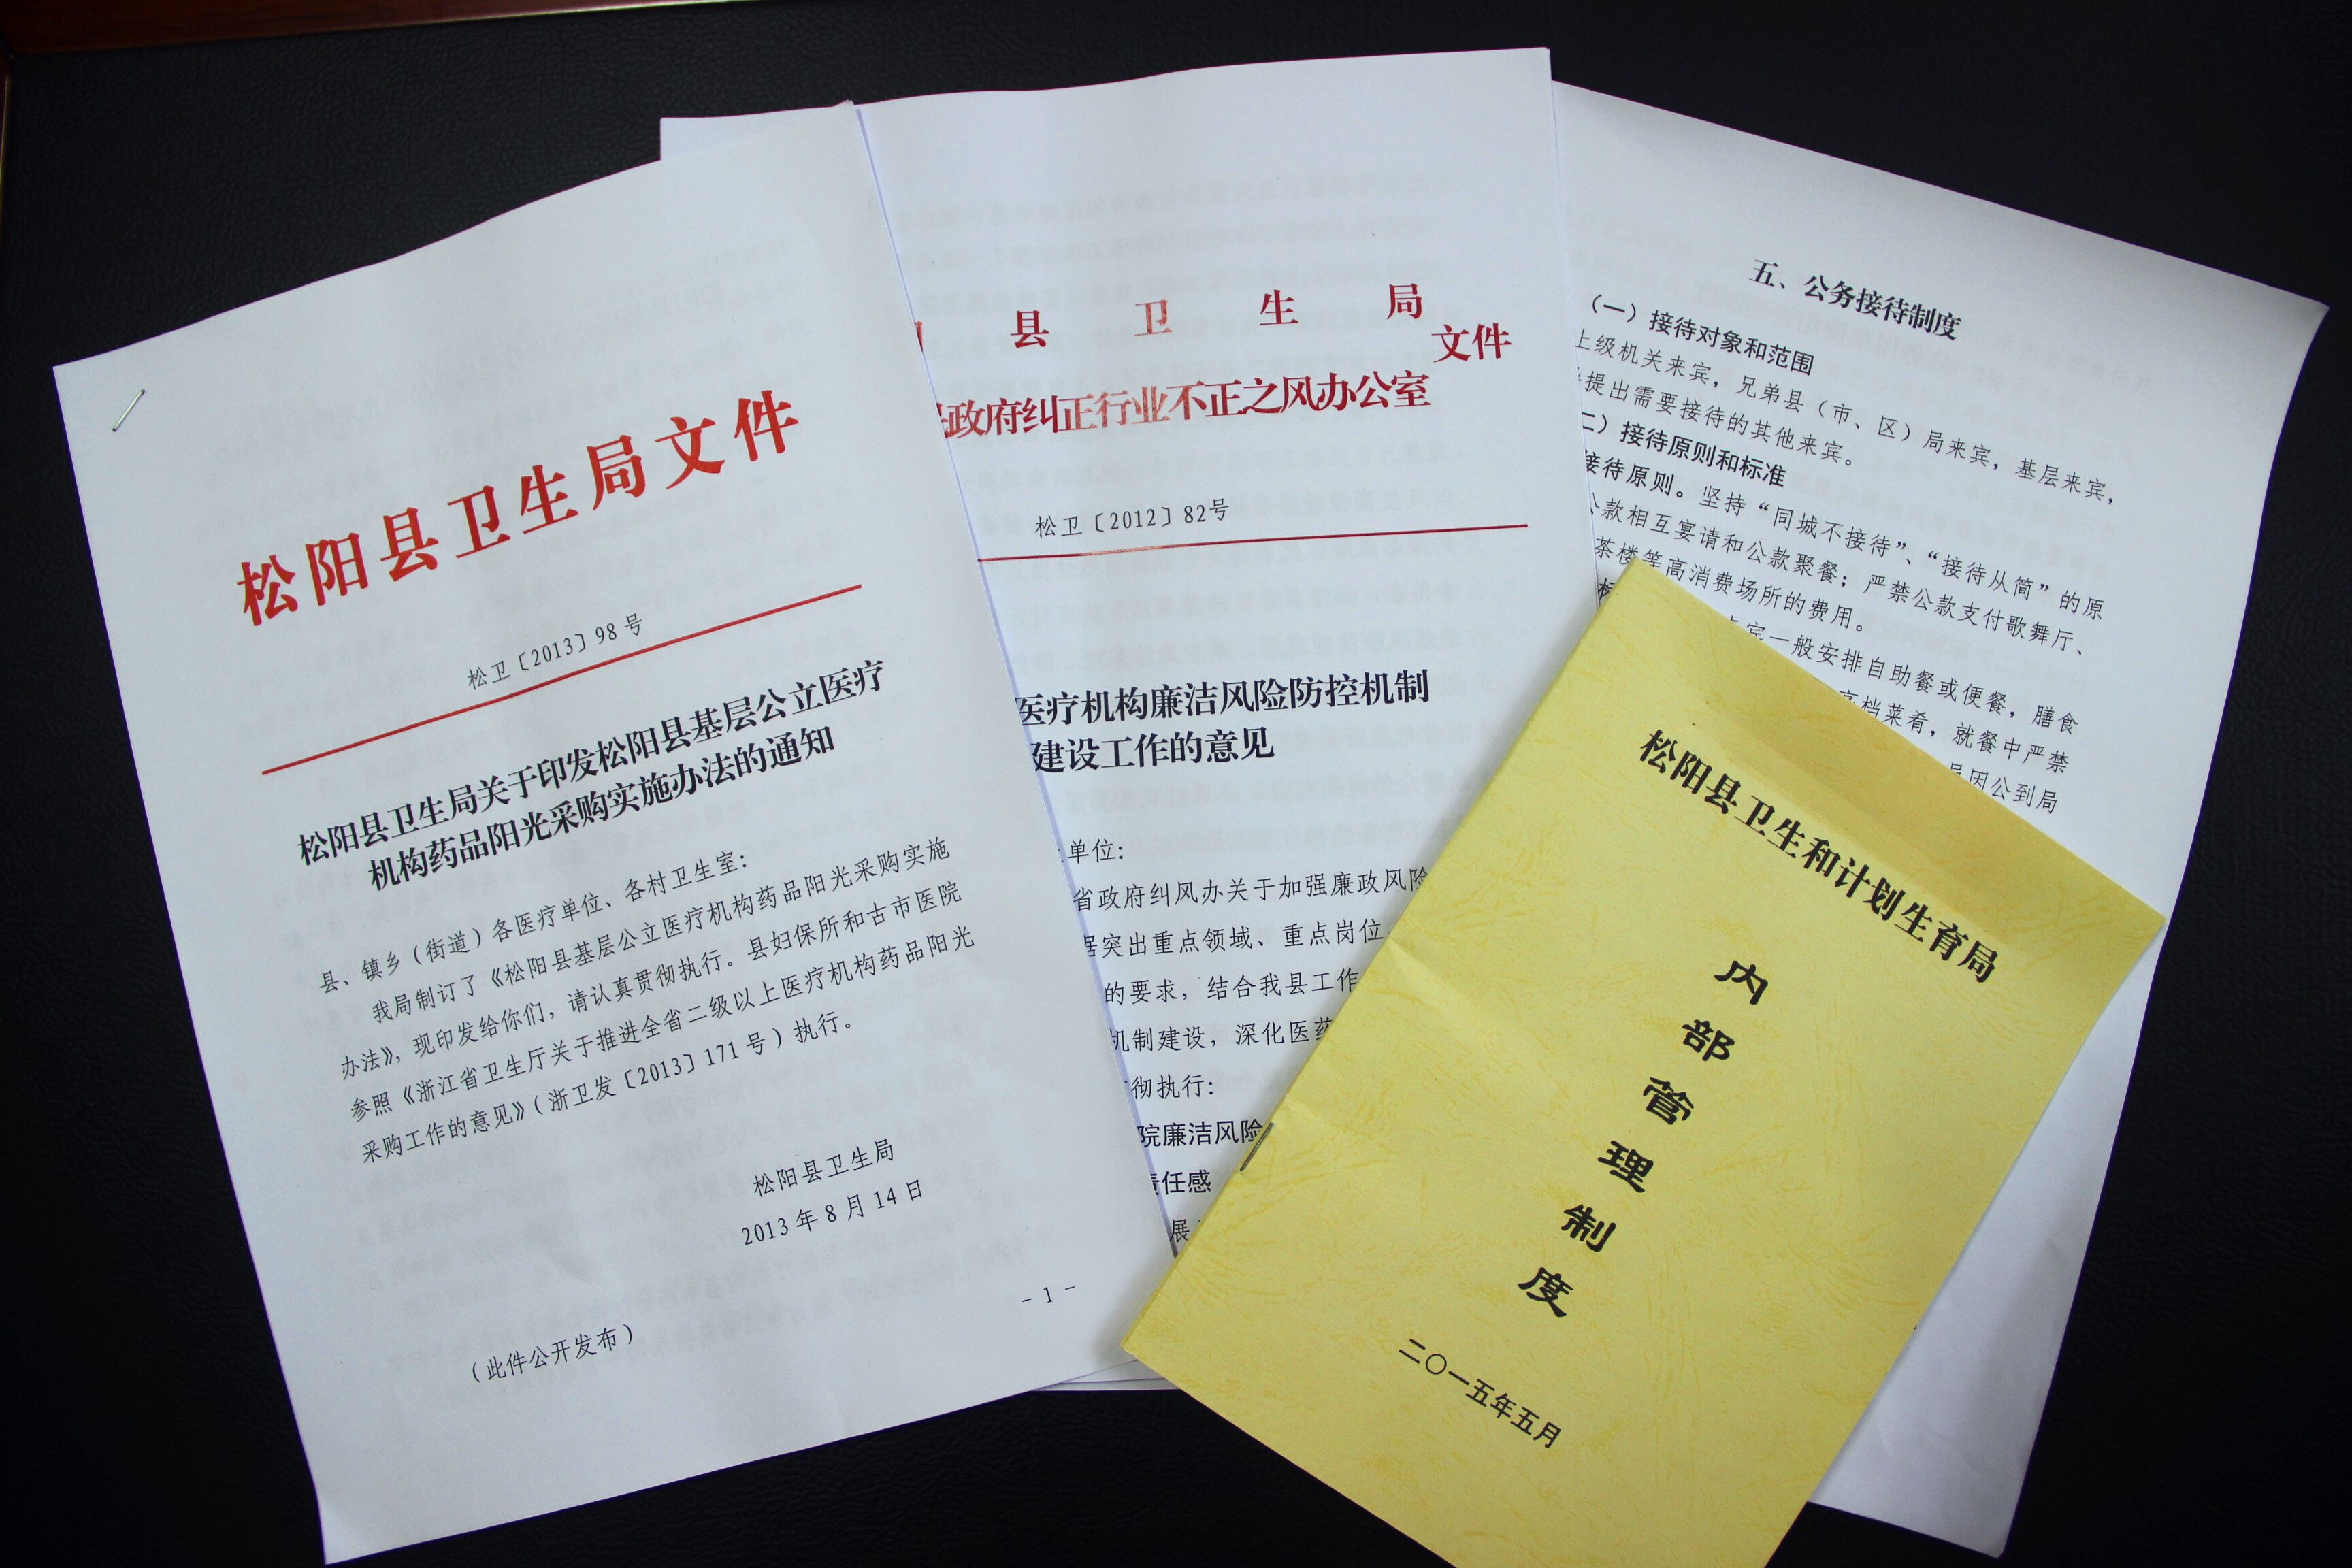 松阳县卫生局文件
松卫〔2013〕98号
松阳县卫生局关于印发松阳县基层公立医疗
机构药品阳光采购实施办法的通知
县、镇乡（街道）各医疗单位、各村卫生室：
我局制订了《松阳县基层公立医疗机构药品阳光采购实施
办法》，现印发给你们，请认真贯彻执行。县妇保所和古市医院
参照《浙江省卫生厅关于推进全省二级以上医疗机构药品阳光
采购工作的意见》（浙卫发〔2013〕171号）执行。
松阳县卫生局
2013年8月14日
- 1 -
（此件公开发布）
县卫生局
文件
政府纠正行业不正之风办公室
松卫〔2012〕82号
医疗机构廉洁风险防控机制
建设工作的意见
单位：
省政府纠风办关于加强廉政风险
突出重点领域、重点岗位
的要求，结合我县工作
机制建设，深化医药
彻执行：
院廉洁风险
责任感
展
五、公务接待制度
（一）接待对象和范围
上级机关来宾，兄弟县（市、区）局来宾，基层来宾，
提出需要接待的其他来宾。
二）接待原则和标准
接待原则。坚持“同城不接待”、“接待从简”的原
公款相互宴请和公款聚餐；严禁公款支付歌舞厅、
茶楼等高消费场所的费用。
宾一般安排自助餐或便餐，膳食
高档菜肴，就餐中严禁
员因公到局
松阳县卫生和计划生育局
内部管理制度
二〇一五年五月